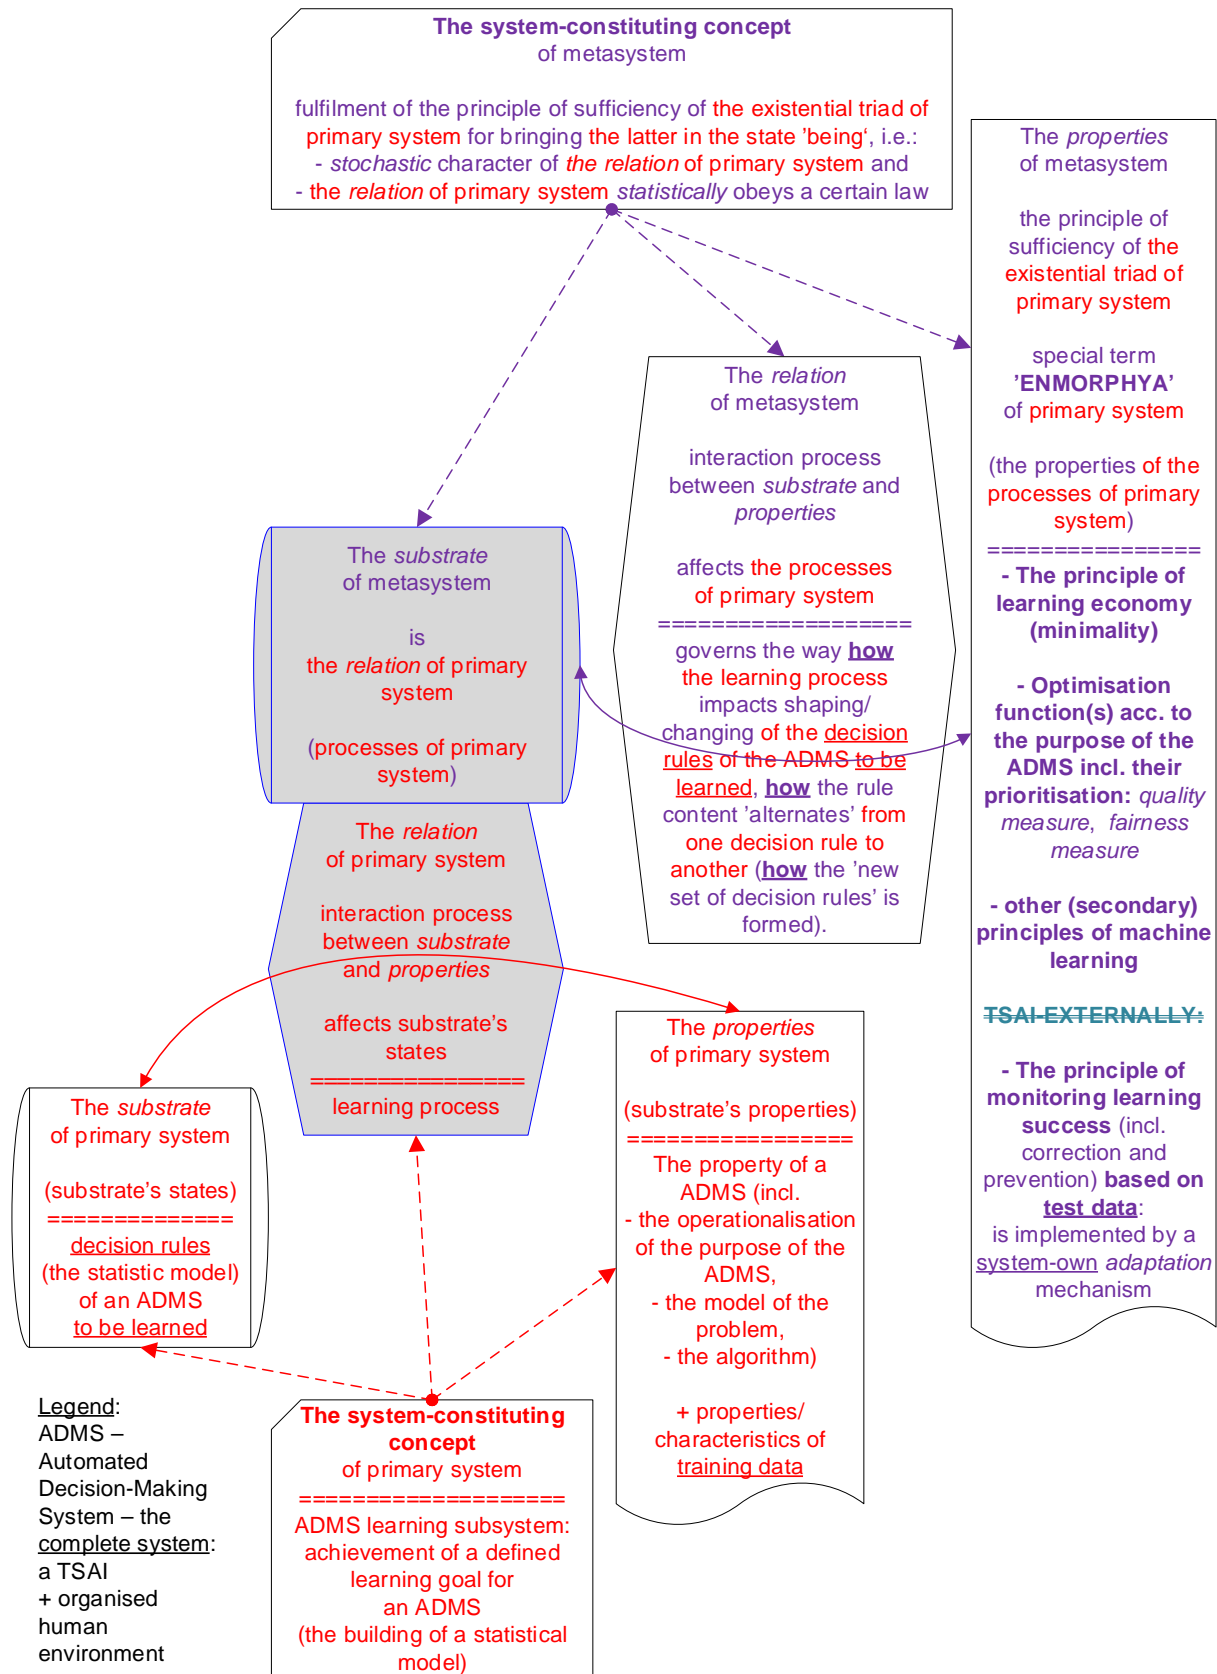 The system-constituting concept
of metasystem
fulfilment of the principle of sufficiency of the existential triad of
primary system for bringing the latter in the state ’being‘, i.e.:
- stochastic character of the relation of primary system and
- the relation of primary system statistically obeys a certain law
The properties
of metasystem
the principle of
sufficiency of the
existential triad of
primary system
special term
’ENMORPHYA’
of primary system
(the properties of the
processes of primary
system)
================
- The principle of
learning economy
(minimality)
- Optimisation
function(s) acc. to
the purpose of the
ADMS incl. their
prioritisation: quality
measure, fairness
measure
- other (secondary)
principles of machine
learning
TSAI-EXTERNALLY:
- The principle of
monitoring learning
success (incl.
correction and
prevention) based on
test data:
is implemented by a
system-own adaptation
mechanism
The relation
of metasystem
interaction process
between substrate and
properties
affects the processes
of primary system
===================
governs the way how
the learning process
impacts shaping/
changing of the decision
rules of the ADMS to be
learned, how the rule
content ’alternates’ from
one decision rule to
another (how the ’new
set of decision rules’ is
formed).
The substrate
of metasystem
is
the relation of primary
system
(processes of primary
system)
The relation
of primary system
interaction process
between substrate
and properties
affects substrate’s
states
================
learning process
The properties
of primary system
(substrate’s properties)
=================
The property of a
ADMS (incl.
- the operationalisation
of the purpose of the
ADMS,
- the model of the
problem,
- the algorithm)
+ properties/
characteristics of
training data
The substrate
of primary system
(substrate’s states)
==============
decision rules
(the statistic model)
of an ADMS
to be learned
The system-constituting
concept
of primary system
====================
ADMS learning subsystem:
achievement of a defined
learning goal for
an ADMS
(the building of a statistical
model)
Legend:
ADMS –
Automated
Decision-Making
System – the
complete system:
a TSAI
+ organised
human
environment